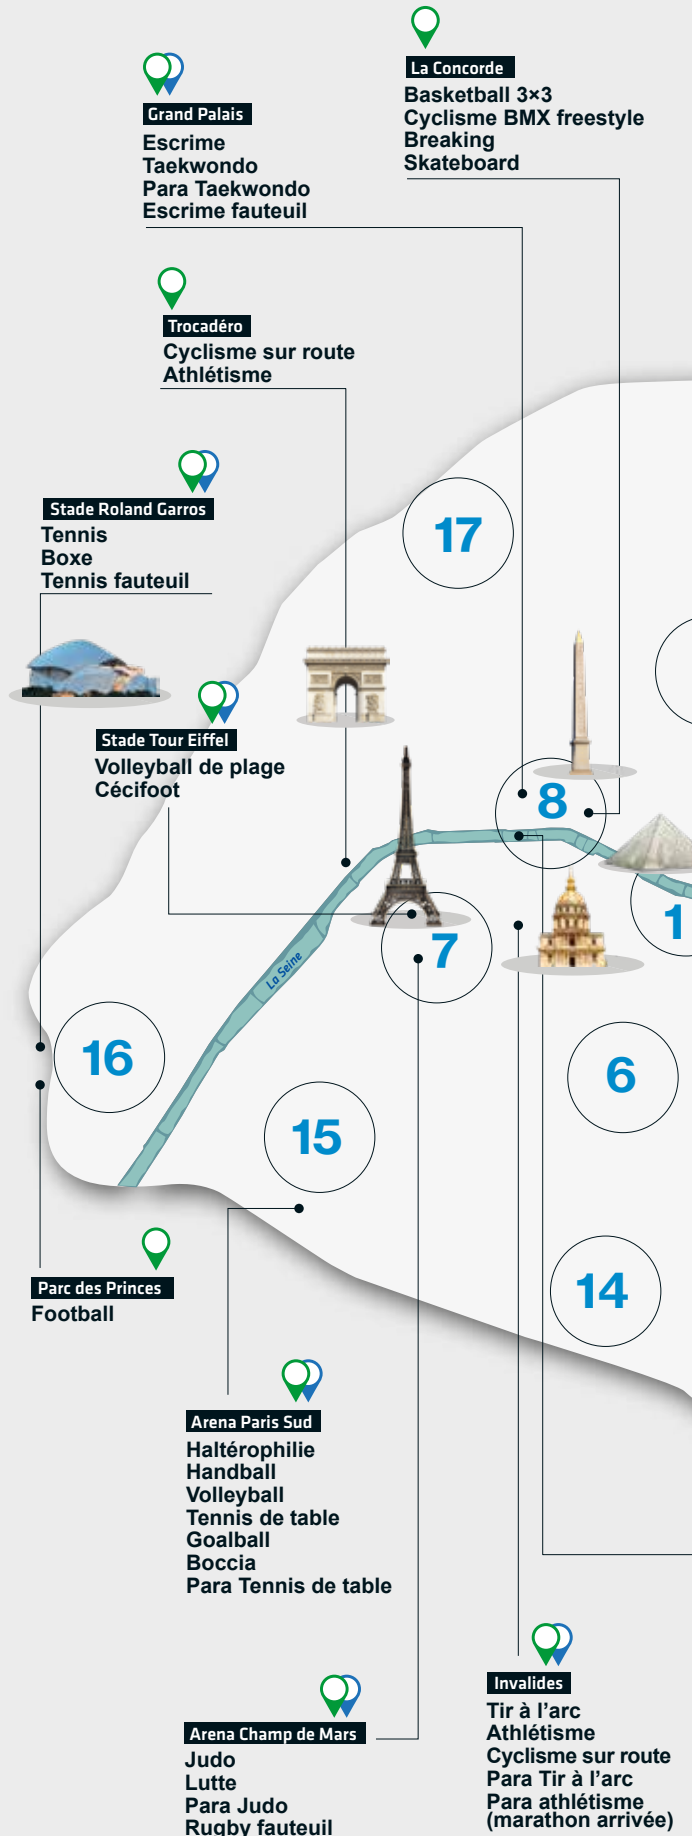 La Concorde
Basketball 3×3
Cyclisme BMX freestyle
Breaking
Skateboard
Grand Palais
Escrime
Taekwondo
Para Taekwondo
Escrime fauteuil
Trocadéro
Cyclisme sur route
Athlétisme
Stade Roland Garros
Tennis
Boxe
Tennis fauteuil
17
Stade Tour Eiffel
Volleyball de plage
Cécifoot
8
1
7
La Seine
16
6
15
14
Parc des Princes
Football
Arena Paris Sud
Haltérophilie
Handball
Volleyball
Tennis de table
Goalball
Boccia
Para Tennis de table
Invalides
Tir à l'arc
Athlétisme
Cyclisme sur route
Para Tir à l'arc
Para athlétisme
(marathon arrivée)
Arena Champ de Mars
Judo
Lutte
Para Judo
Rugby fauteuil